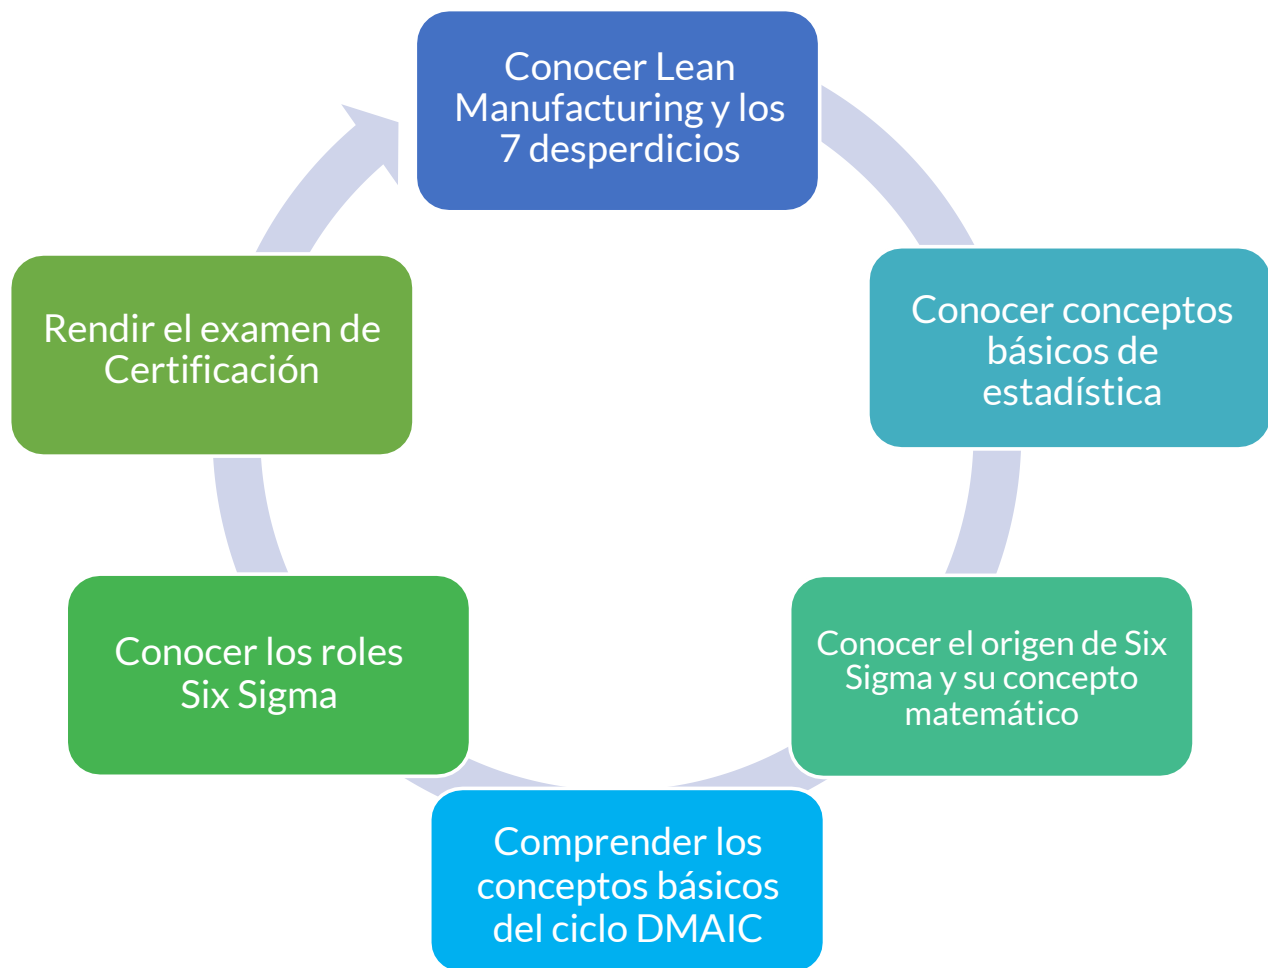 Conocer Lean
Manufacturing y los
7 desperdicios
Conocer conceptos
básicos de
estadística
Conocer el origen de Six
Sigma y su concepto
matemático
Comprender los
conceptos básicos
del ciclo DMAIC
Conocer los roles
Six Sigma
Rendir el examen de
Certificación